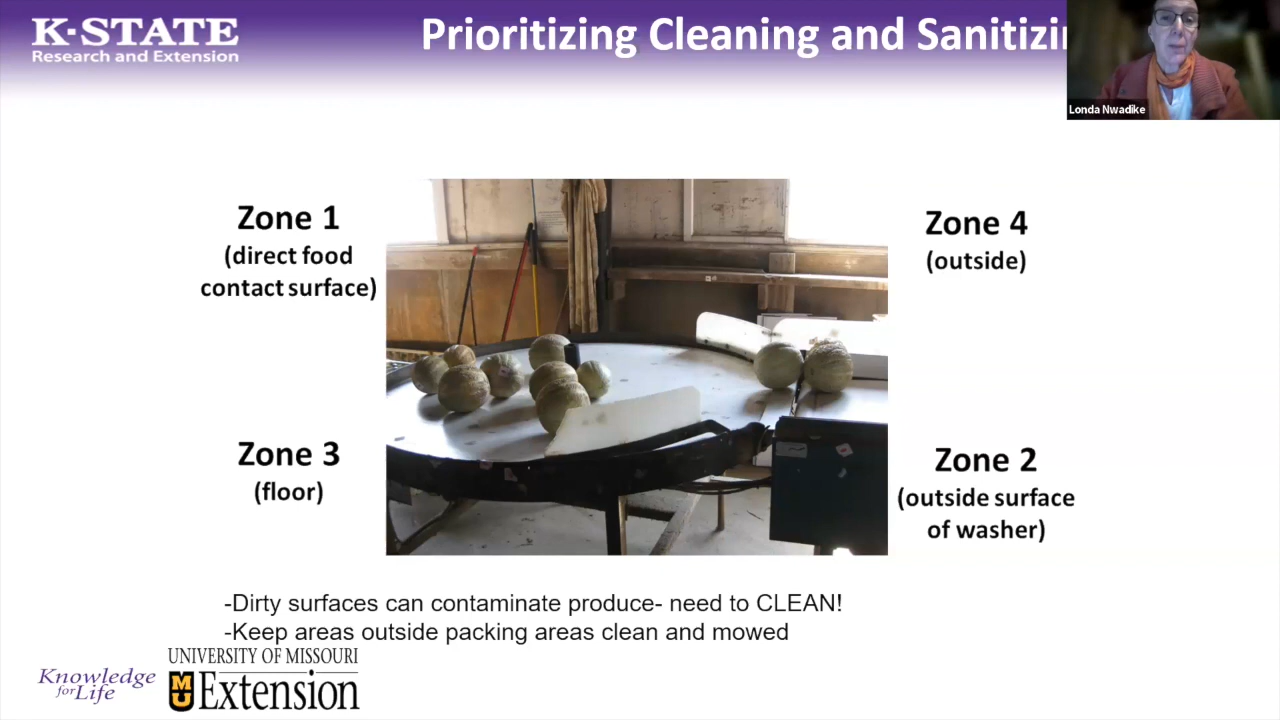 K-STATE
Research and Extension
Prioritizing Cleaning and Sanitizi
Londa Nwadike
Zone 1
(direct food
contact surface)
Zone 4
(outside)
Zone 3
(floor)
Zone 2
(outside surface
of washer)
-Dirty surfaces can contaminate produce- need to CLEAN!
-Keep areas outside packing areas clean and mowed
Knowledge
for Life
UNIVERSITY OF MISSOURI
MU Extension